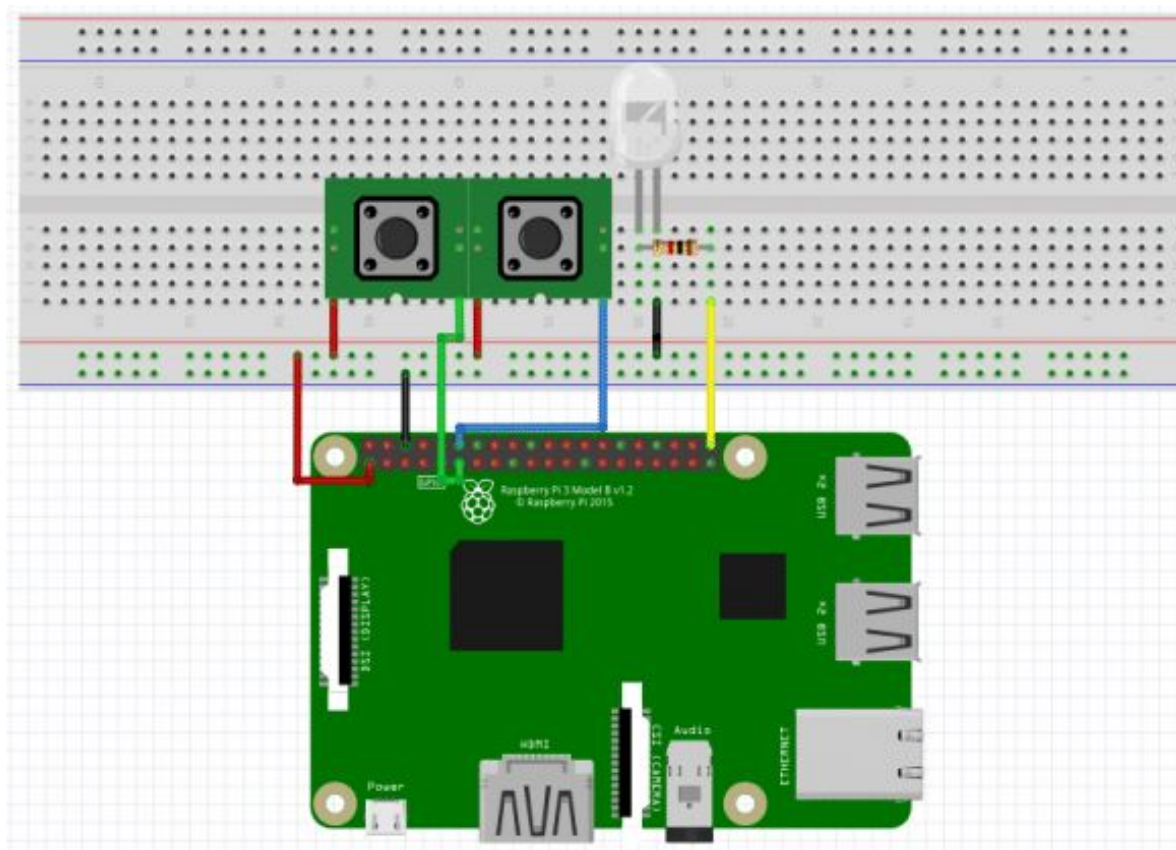 GPIO
Raspberry Pi 3 Model B v1.2
© Raspberry Pi 2015
USB 2x
USB 2x
DSI (DISPLAY)
CSI (CAMERA)
Audio
ETHERNET
HDMI
Power